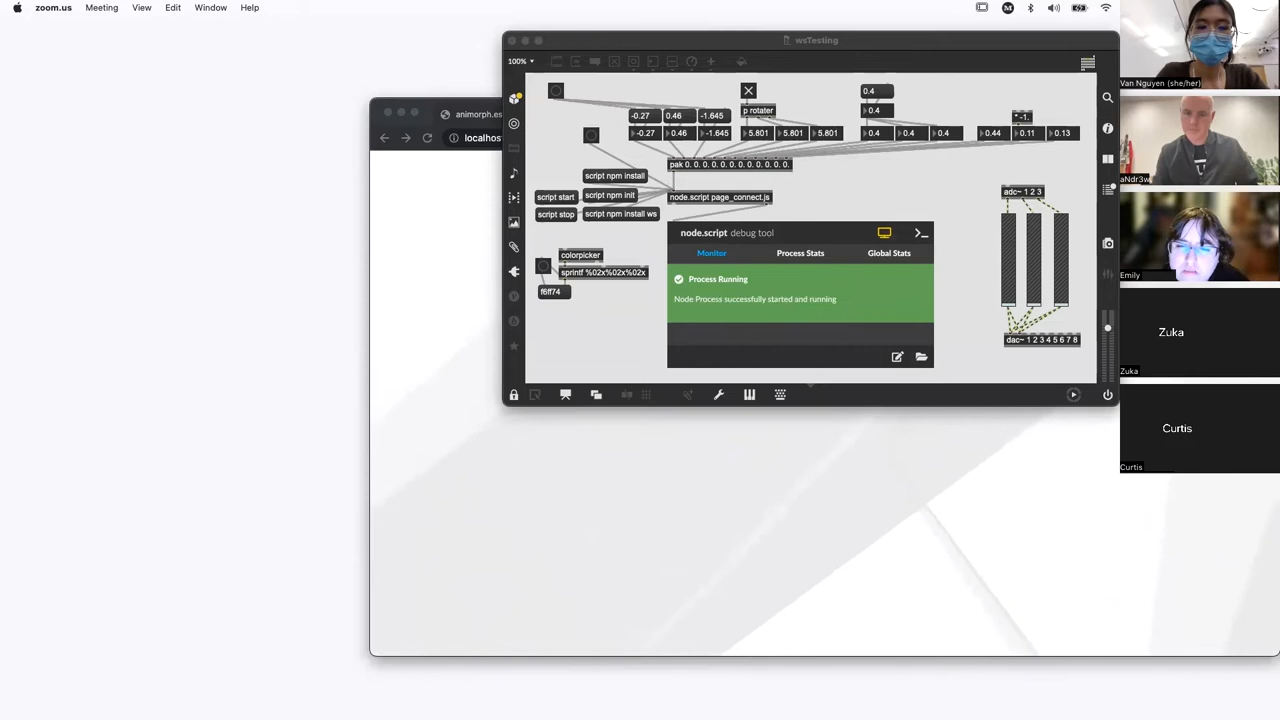 zoom.us Meeting View Edit Window Help
wsTesting
100%
animorph.es
localhos
-0.27 0.46 -1.645
p rotater
0.4
0.4
* -1.
-0.27 0.46 -1.645 5.801 5.801 5.801 0.4 0.4 0.4 0.44 0.11 0.13
pak 0. 0. 0. 0. 0. 0. 0. 0. 0. 0. 0. 0.
script npm install
script start script npm init node.script page_connect.js
script stop script npm install ws
adc~ 1 2 3
node.script debug tool
Monitor Process Stats Global Stats
colorpicker
sprintf %02x%02x%02x
f6ff74
Process Running
Node Process successfully started and running
dac~ 1 2 3 4 5 6 7 8
Van Nguyen (she/her)
aNdr3w
Emily
Zuka
Zuka
Curtis
Curtis